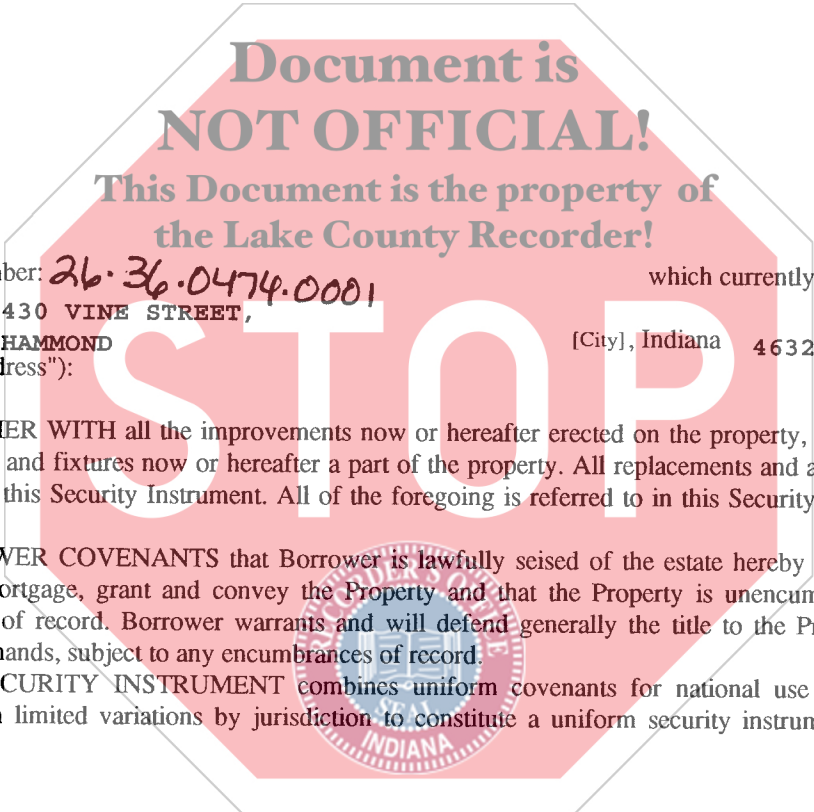 Document is
NOT OFFICIAL!
This Document is the property of
the Lake County Recorder!
ber: 26.36.0474.0001 which currently
430 VINE STREET,
HAMMOND [City], Indiana 4632
dress"):
ER WITH all the improvements now or hereafter erected on the property,
and fixtures now or hereafter a part of the property. All replacements and a
this Security Instrument. All of the foregoing is referred to in this Security
STOP
WER COVENANTS that Borrower is lawfully seised of the estate hereby
ortgage, grant and convey the Property and that the Property is unencum
of record. Borrower warrants and will defend generally the title to the Pr
ands, subject to any encumbrances of record.
CURITY INSTRUMENT combines uniform covenants for national use
limited variations by jurisdiction to constitute a uniform security instrum
RECORDER'S OFFICE
SEAL
INDIANA